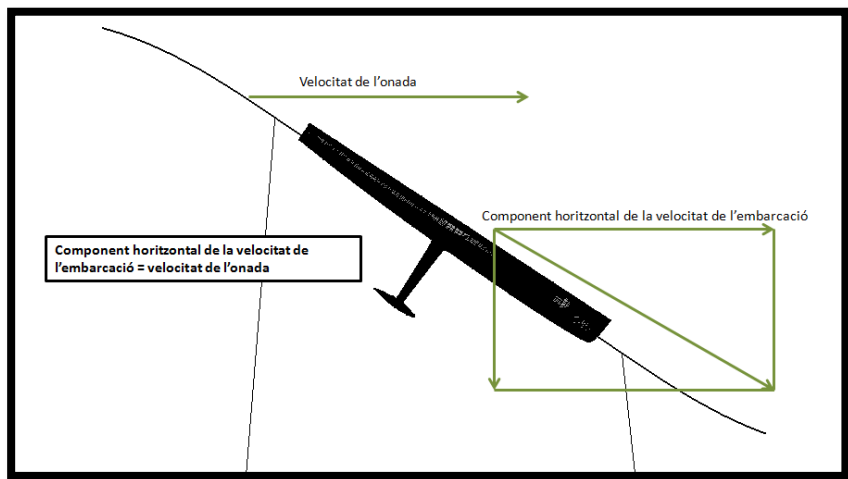 Velocitat de l'onada
Component horitzontal de la velocitat de l'embarcació
Component horitzontal de la velocitat de
l'embarcació = velocitat de l'onada